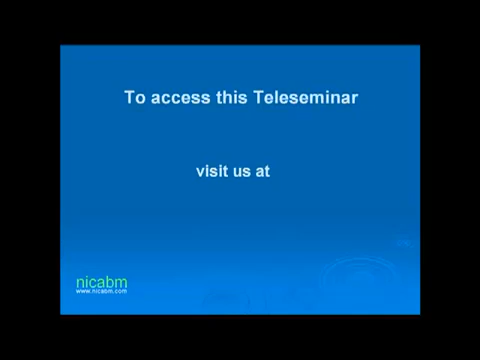 To access this Teleseminar
visit us at
nicabm
www.nicabm.com